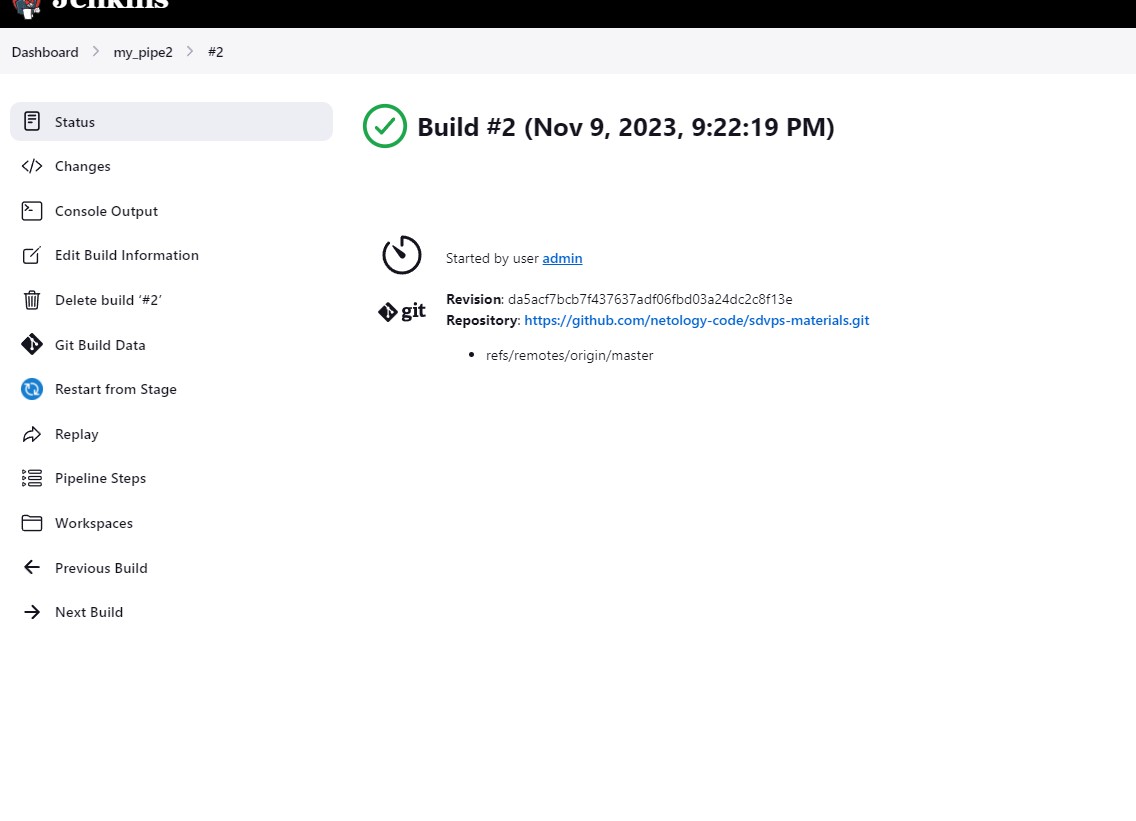 Jenkins
Dashboard my_pipe2 #2
Status
Changes
Console Output
Edit Build Information
Delete build ‘#2’
Git Build Data
Restart from Stage
Replay
Pipeline Steps
Workspaces
Previous Build
Next Build
Build #2 (Nov 9, 2023, 9:22:19 PM)
Started by user admin
git
Revision: da5acf7bcb7f437637adf06fbd03a24dc2c8f13e
Repository: https://github.com/netology-code/sdvps-materials.git
refs/remotes/origin/master